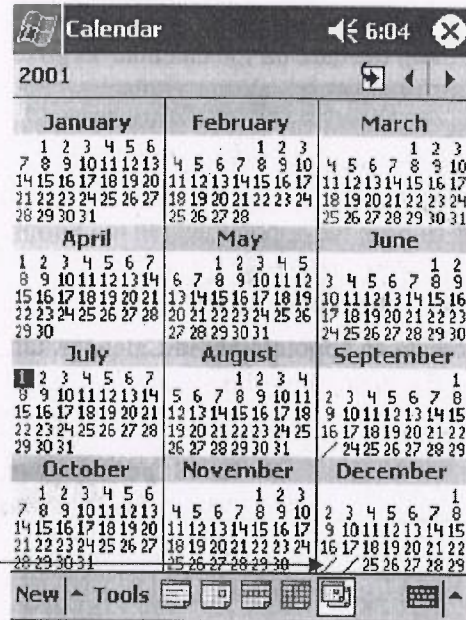 Calendar 6:04
2001
January February March
1 2 3 4 5 6 1 2 3 1 2 3
7 8 9 10 11 12 13 4 5 6 7 8 9 10 4 5 6 7 8 9 10
14 15 16 17 18 19 20 11 12 13 14 15 16 17 11 12 13 14 15 16 17
21 22 23 24 25 26 27 18 19 20 21 22 23 24 18 19 20 21 22 23 24
28 29 30 31 25 26 27 28 25 26 27 28 29 30 31
April May June
1 2 3 4 5 6 7 1 2 3 4 5 1 2
8 9 10 11 12 13 14 6 7 8 9 10 11 12 3 4 5 6 7 8 9
15 16 17 18 19 20 21 13 14 15 16 17 18 19 10 11 12 13 14 15 16
22 23 24 25 26 27 28 20 21 22 23 24 25 26 17 18 19 20 21 22 23
29 30 27 28 29 30 31 24 25 26 27 28 29 30
July August September
1 2 3 4 5 6 7 1 2 3 4 1
8 9 10 11 12 13 14 5 6 7 8 9 10 11 2 3 4 5 6 7 8
15 16 17 18 19 20 21 12 13 14 15 16 17 18 9 10 11 12 13 14 15
22 23 24 25 26 27 28 19 20 21 22 23 24 25 16 17 18 19 20 21 22
29 30 31 26 27 28 29 30 31 / 24 25 26 27 28 29
October November December
1 2 3 4 5 6 1 2 3 1
7 8 9 10 11 12 13 4 5 6 7 8 9 10 2 3 4 5 6 7 8
14 15 16 17 18 19 20 11 12 13 14 15 16 17 9 10 11 12 13 14 15
21 22 23 24 25 26 27 18 19 20 21 22 23 24 16 17 18 19 20 21 22
28 29 30 31 25 26 27 28 29 30 / / 25 26 27 28 29
New Tools